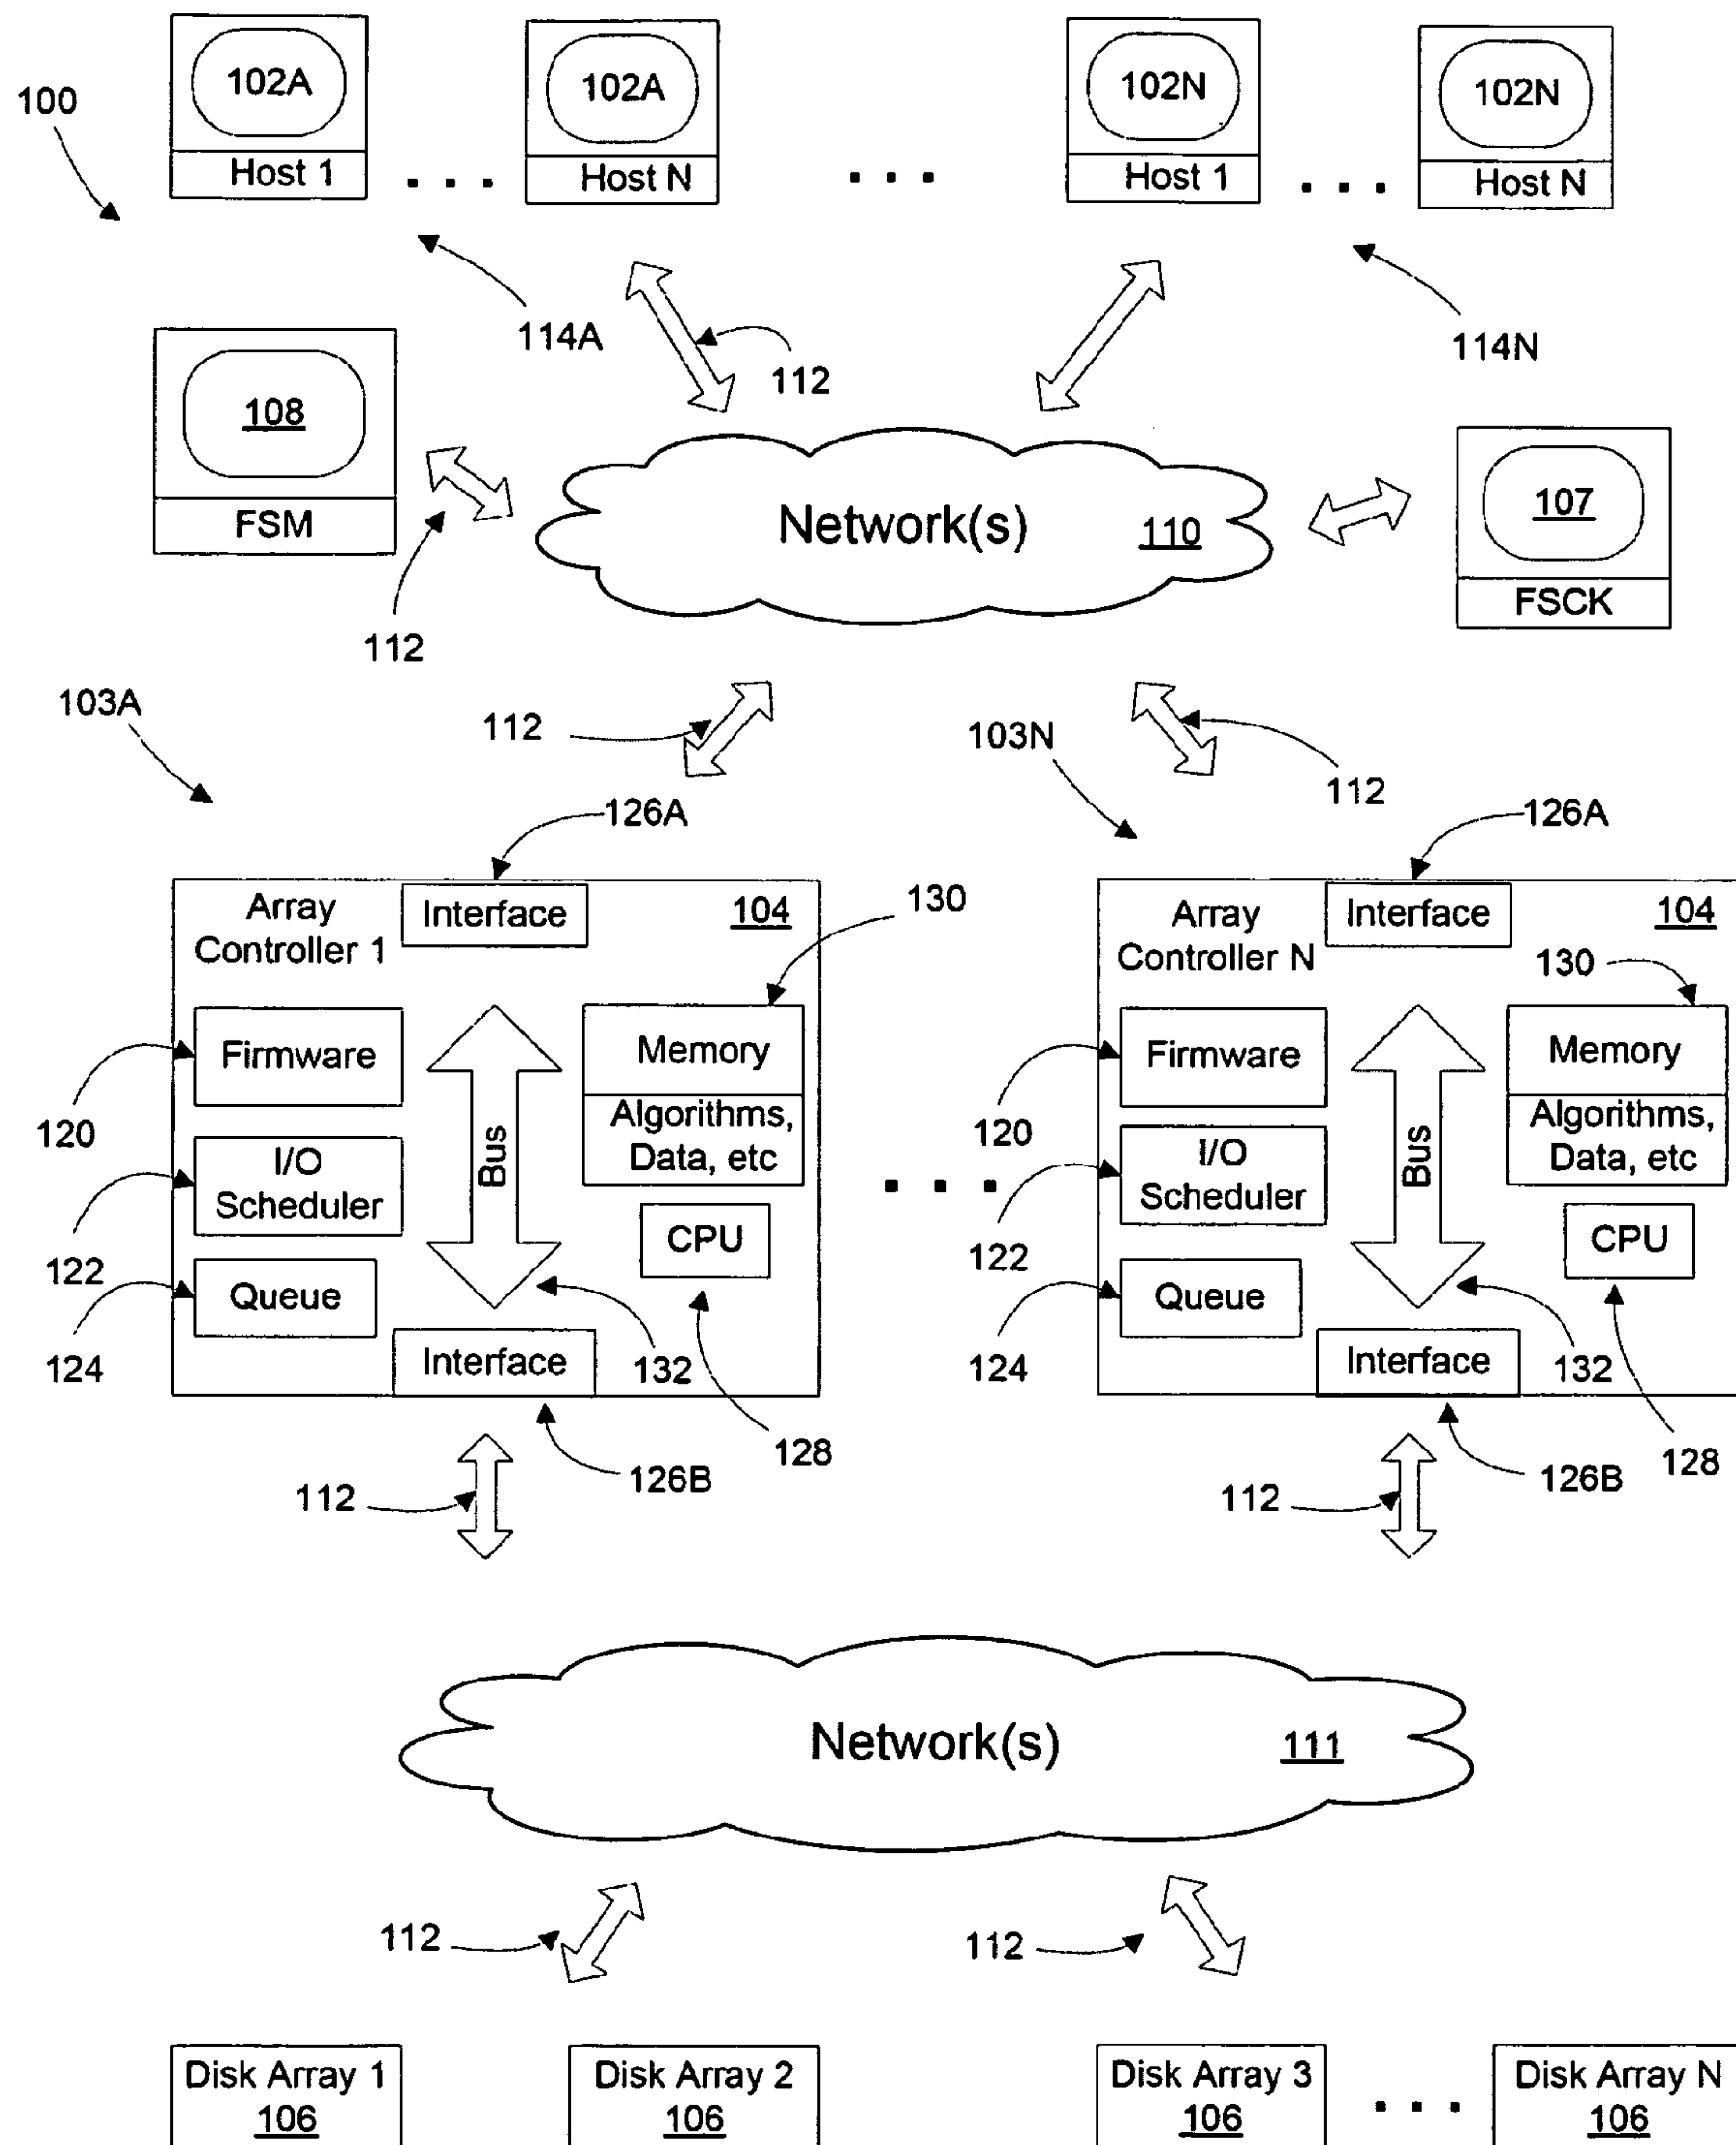 102A
102A
102N
102N
100
Host 1
Host N
Host 1
Host N
114A
112
114N
108
FSM
Network(s) 110
107
FSCK
112
103A
112
103N
112
126A
126A
Array
Controller 1
Interface
104
130
Array
Controller N
Interface
104
130
Firmware
Memory
Algorithms,
Data, etc
120
I/O
Scheduler
Bus
CPU
122
Queue
124
Interface
132
128
126B
112
Firmware
Memory
Algorithms,
Data, etc
120
I/O
Scheduler
Bus
CPU
122
Queue
124
Interface
132
128
126B
112
Network(s) 111
112
112
Disk Array 1
106
Disk Array 2
106
Disk Array 3
106
Disk Array N
106